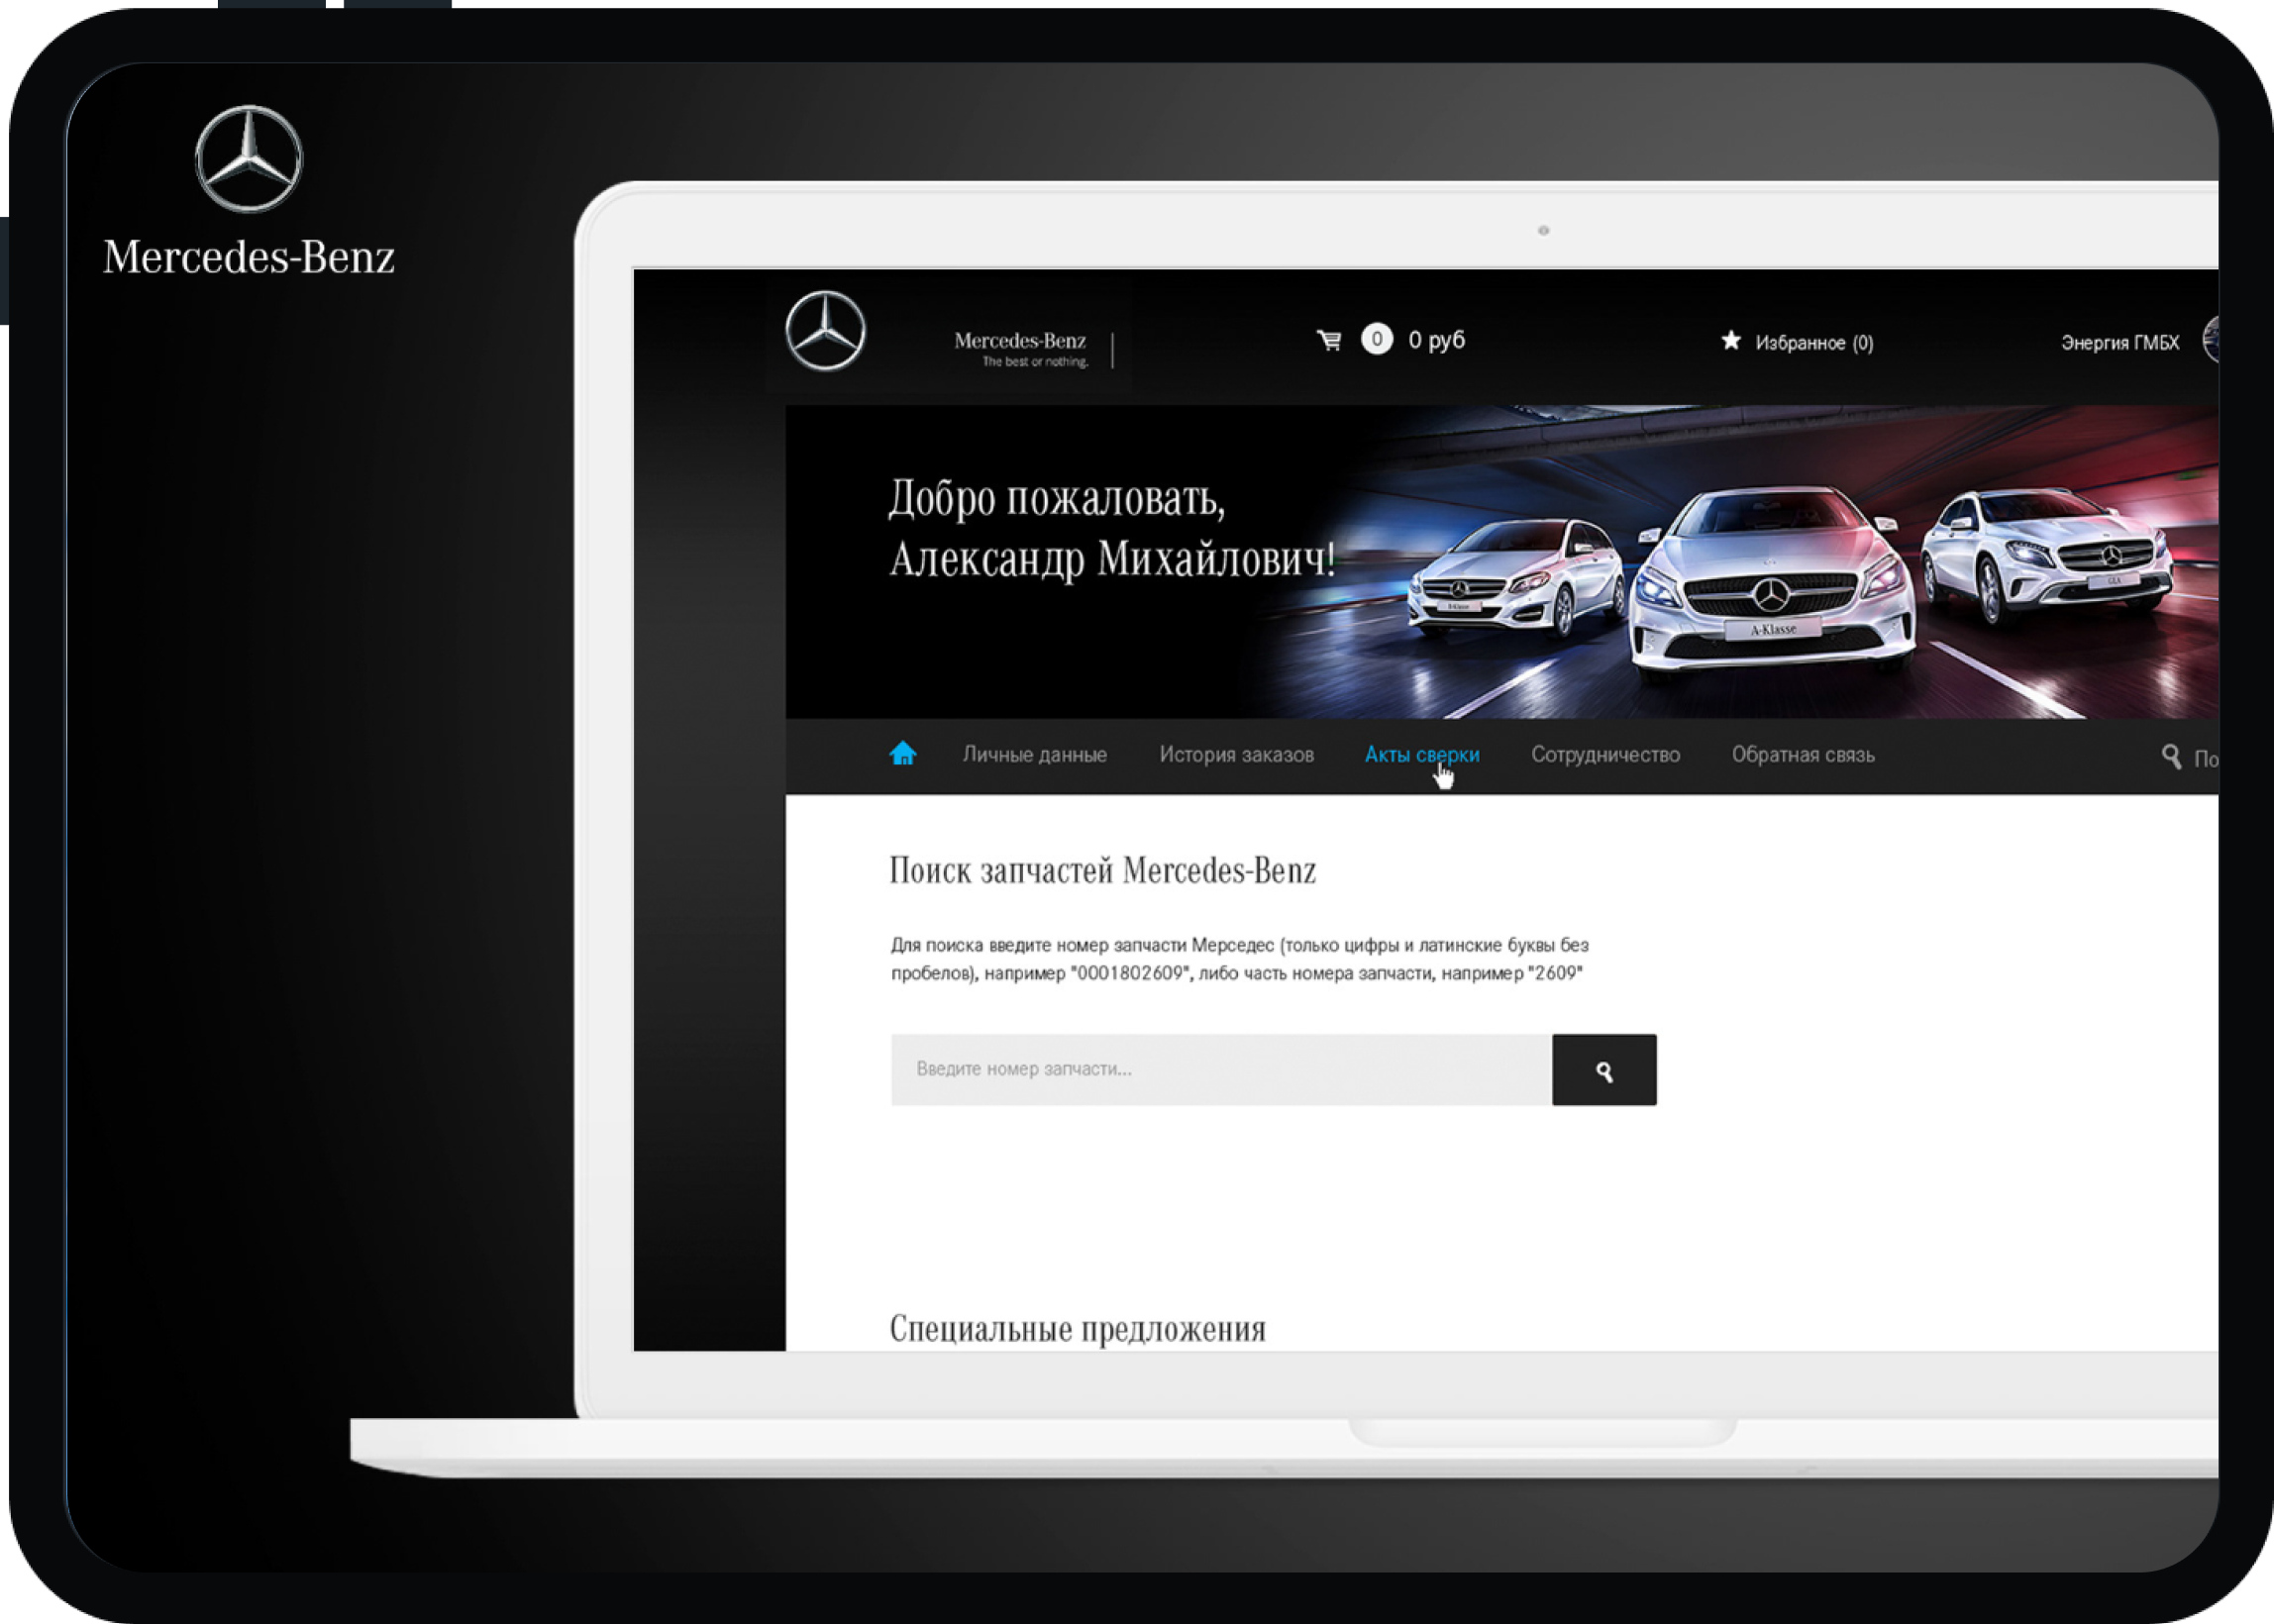 Mercedes-Benz
Mercedes-Benz
The best or nothing.
0
0 руб
Избранное (0)
Энергия ГМБХ
Добро пожаловать,
Александр Михайлович!
A-Klasse
GLA
Личные данные
История заказов
Акты сверки
Сотрудничество
Обратная связь
По
Поиск запчастей Mercedes-Benz
Для поиска введите номер запчасти Мерседес (только цифры и латинские буквы без
пробелов), например "0001802609", либо часть номера запчасти, например "2609"
Введите номер запчасти...
Специальные предложения